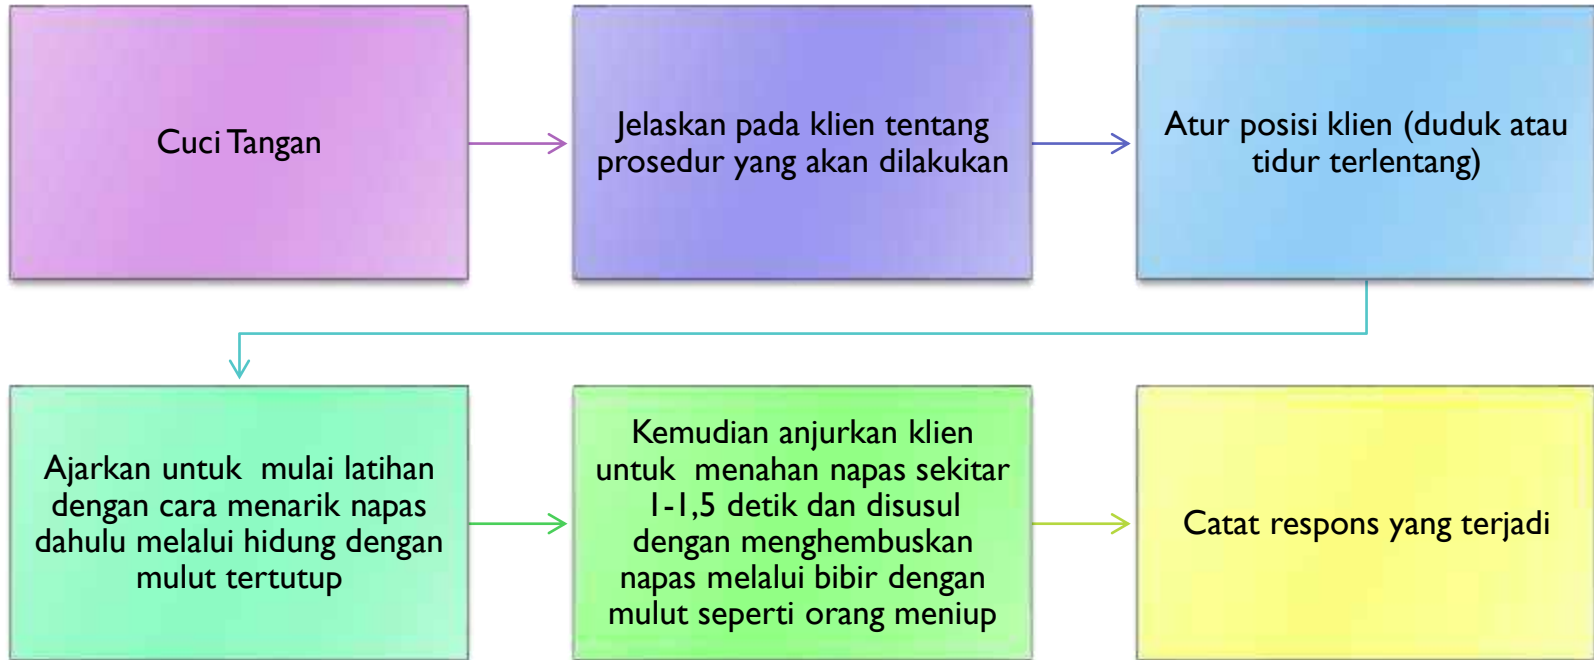 Cuci Tangan
Jelaskan pada klien tentang
prosedur yang akan dilakukan
Atur posisi klien (duduk atau
tidur terlentang)
Ajarkan untuk mulai latihan
dengan cara menarik napas
dahulu melalui hidung dengan
mulut tertutup
Kemudian anjurkan klien
untuk menahan napas sekitar
1-1,5 detik dan disusul
dengan menghembuskan
napas melalui bibir dengan
mulut seperti orang meniup
Catat respons yang terjadi